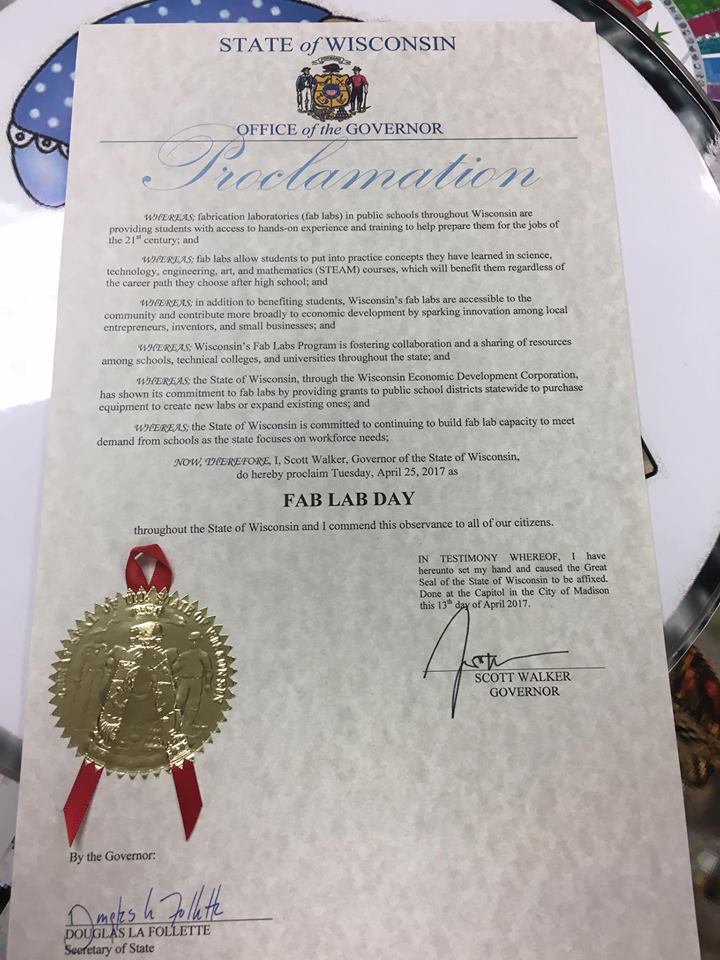 STATE of WISCONSIN
FORWARD
OFFICE of the GOVERNOR
Proclamation
WHEREAS; fabrication laboratories (fab labs) in public schools throughout Wisconsin are
providing students with access to hands-on experience and training to help prepare them for the jobs of
the 21st century; and
WHEREAS; fab labs allow students to put into practice concepts they have learned in science,
technology, engineering, art, and mathematics (STEAM) courses, which will benefit them regardless of
the career path they choose after high school; and
WHEREAS; in addition to benefiting students, Wisconsin's fab labs are accessible to the
community and contribute more broadly to economic development by sparking innovation among local
entrepreneurs, inventors, and small businesses; and
WHEREAS; Wisconsin's Fab Labs Program is fostering collaboration and a sharing of resources
among schools, technical colleges, and universities throughout the state; and
WHEREAS; the State of Wisconsin, through the Wisconsin Economic Development Corporation,
has shown its commitment to fab labs by providing grants to public school districts statewide to purchase
equipment to create new labs or expand existing ones; and
WHEREAS; the State of Wisconsin is committed to continuing to build fab lab capacity to meet
demand from schools as the state focuses on workforce needs;
NOW, THEREFORE, I, Scott Walker, Governor of the State of Wisconsin,
do hereby proclaim Tuesday, April 25, 2017 as
FAB LAB DAY
throughout the State of Wisconsin and I commend this observance to all of our citizens.
IN TESTIMONY WHEREOF, I have
hereunto set my hand and caused the Great
Seal of the State of Wisconsin to be affixed.
Done at the Capitol in the City of Madison
this 13th day of April 2017.
SCOTT WALKER
GOVERNOR
GREAT SEAL OF THE STATE OF WISCONSIN
By the Governor:
Douglas La Follette
DOUGLAS LA FOLLETTE
Secretary of State